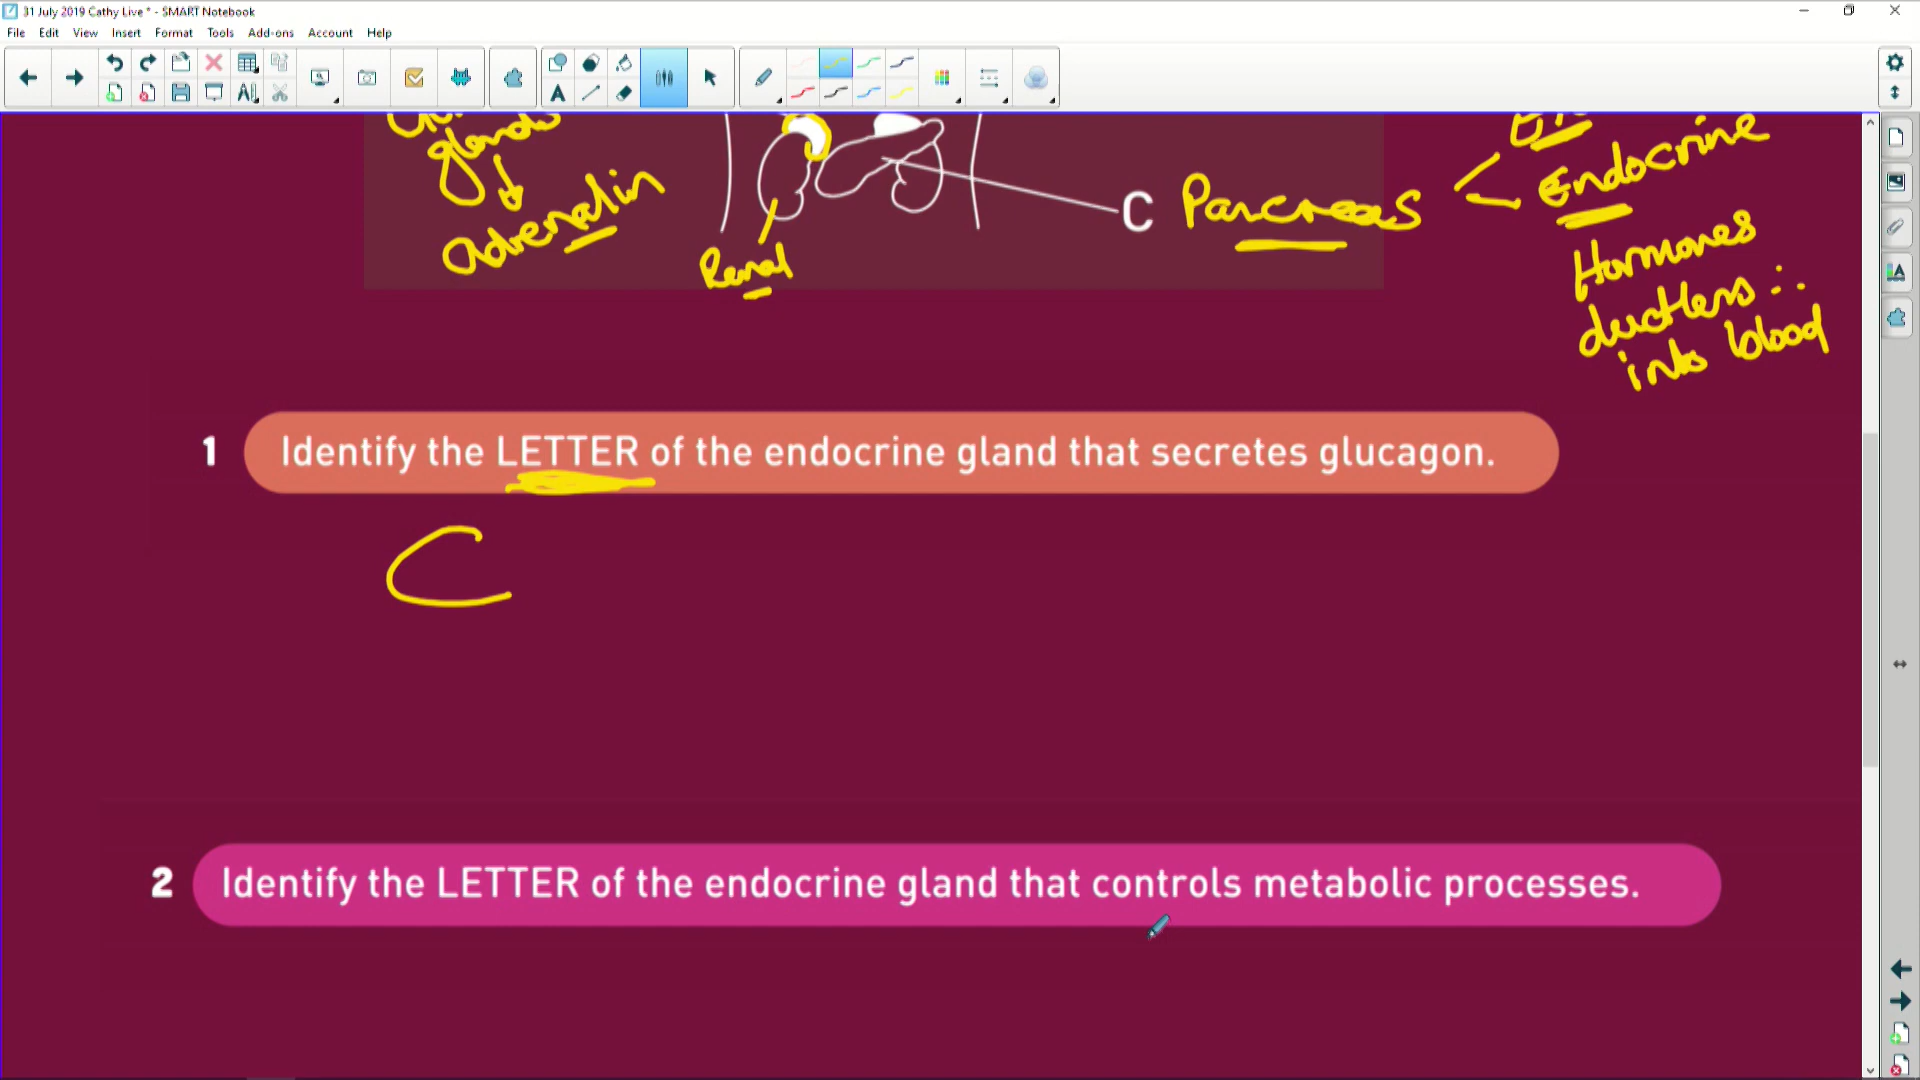 31 July 2019 Cathy Live * - SMART Notebook
File Edit View Insert Format Tools Add-ons Account Help
glands
Adrenalin
Renal
C Pancreas
Endocrine
Hormones
ductless ∴
into blood
1 Identify the LETTER of the endocrine gland that secretes glucagon.
C
2 Identify the LETTER of the endocrine gland that controls metabolic processes.